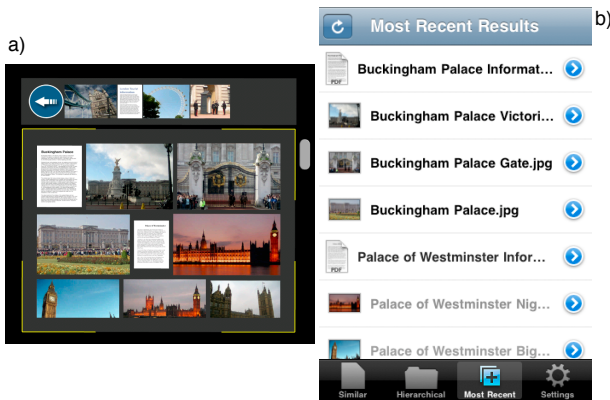 a)
b)
Most Recent Results
Buckingham Palace
PDF
Buckingham Palace Informat...
Buckingham Palace Victori...
Buckingham Palace Gate.jpg
Buckingham Palace.jpg
PDF
Palace of Westminster Infor...
Palace of Westminster Nig...
Palace of Westminster Big...
Similar
Hierarchical
Most Recent
Settings